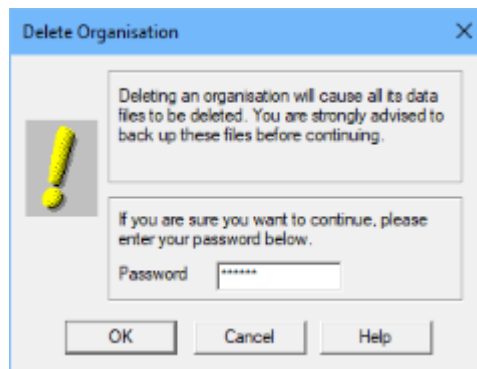 Delete Organisation
Deleting an organisation will cause all its data
files to be deleted. You are strongly advised to
back up these files before continuing.
If you are sure you want to continue, please
enter your password below.
Password ******
OK Cancel Help